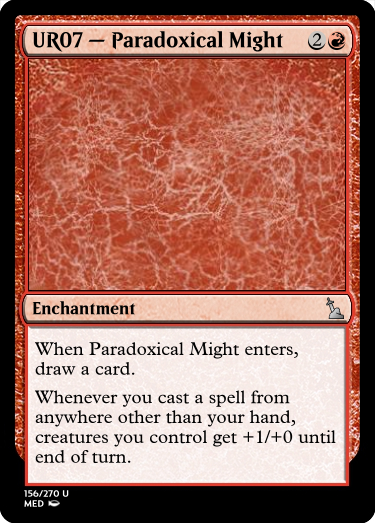 UR07 — Paradoxical Might 2
Enchantment
When Paradoxical Might enters,
draw a card.
Whenever you cast a spell from
anywhere other than your hand,
creatures you control get +1/+0 until
end of turn.
156/270 U
MED